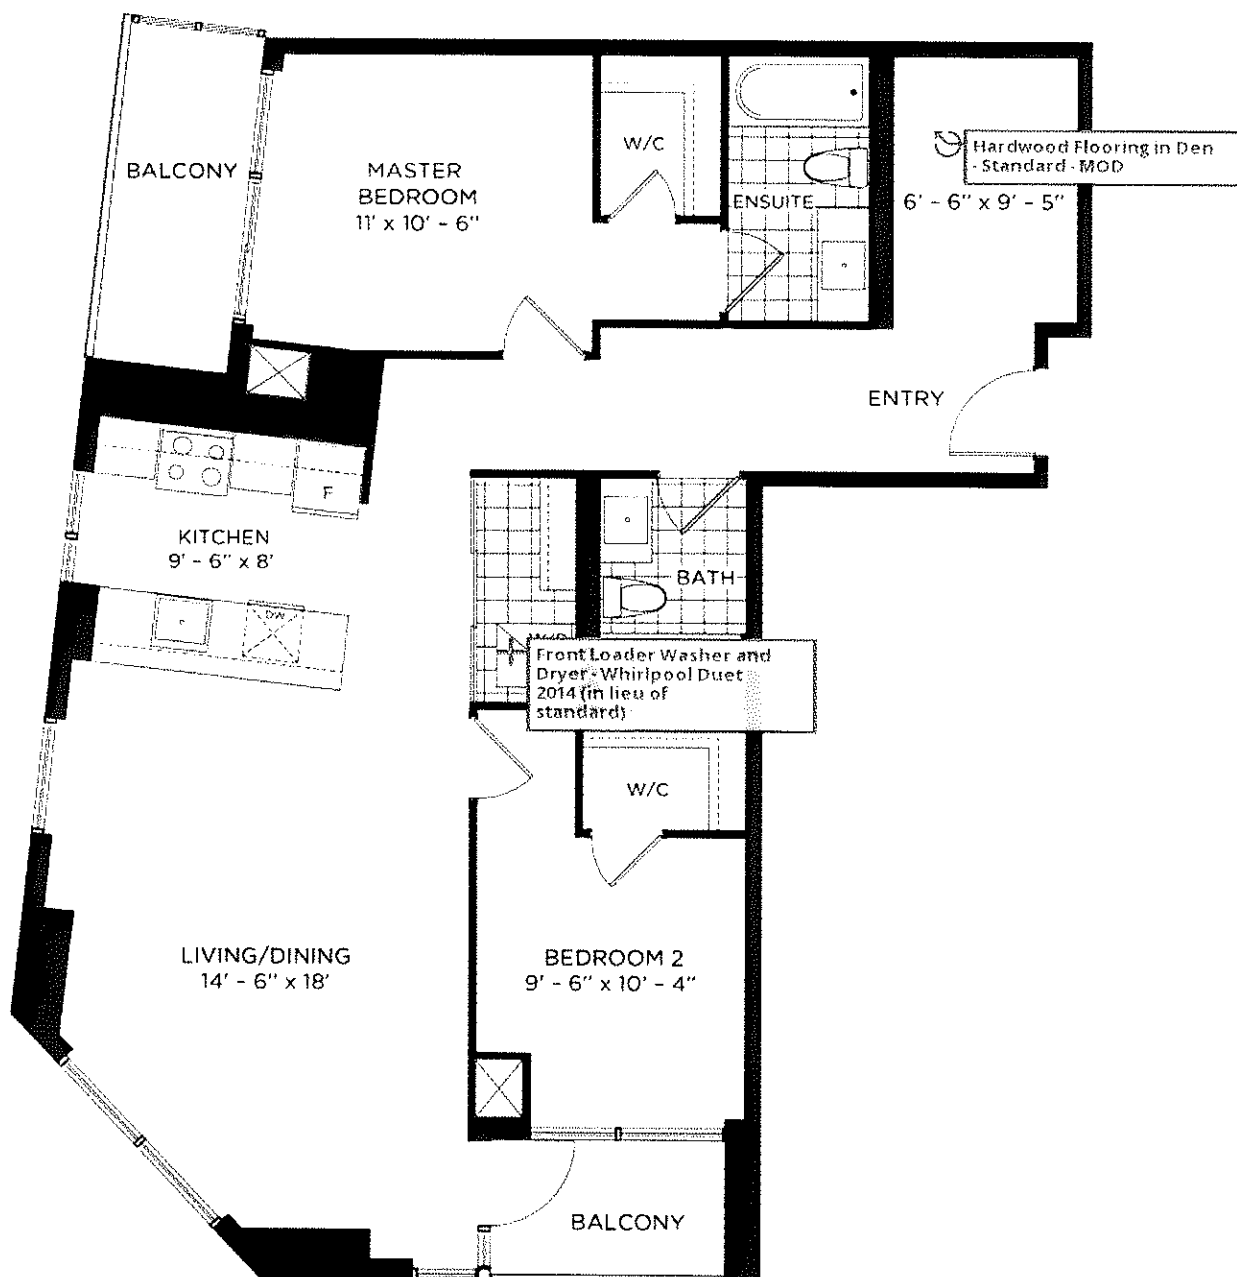 BALCONY
MASTER
BEDROOM
11' x 10' - 6"
W/C
ENSUITE
Hardwood Flooring in Den
- Standard - MOD
6' - 6" x 9' - 5"
ENTRY
F
KITCHEN
9' - 6" x 8'
DW
BATH
Front Loader Washer and
Dryer - Whirlpool Duet
2014 (in lieu of
standard)
W/C
LIVING/DINING
14' - 6" x 18'
BEDROOM 2
9' - 6" x 10' - 4"
BALCONY